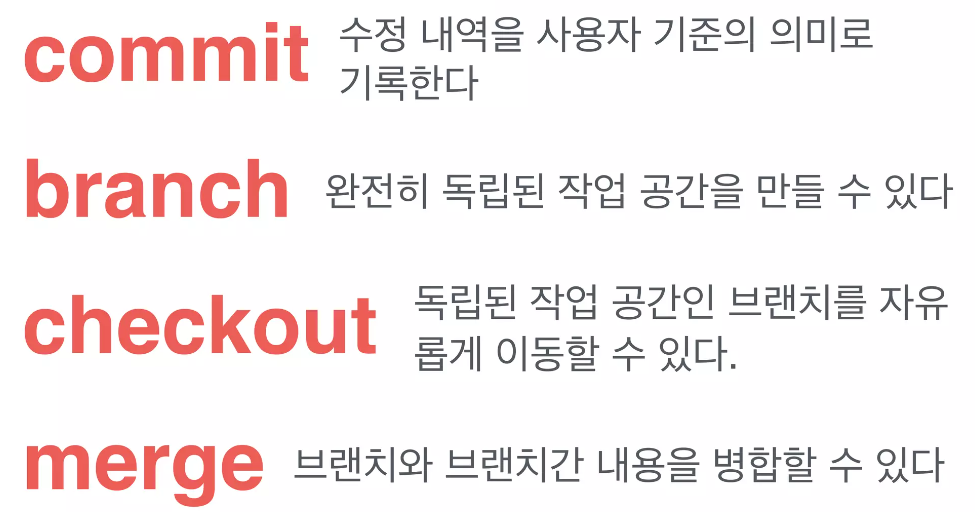 commit 수정 내역을 사용자 기준의 의미로
기록한다
branch 완전히 독립된 작업 공간을 만들 수 있다
checkout 독립된 작업 공간인 브랜치를 자유
롭게 이동할 수 있다.
merge 브랜치와 브랜치간 내용을 병합할 수 있다